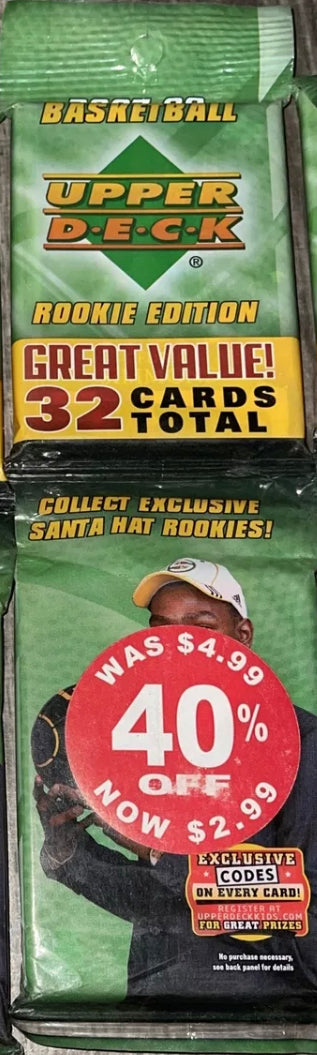 BASKETBALL
UPPER
D·E·C·K
®
ROOKIE EDITION
GREAT VALUE!
32 CARDS
TOTAL
COLLECT EXCLUSIVE
SANTA HAT ROOKIES!
WAS $4.99
40%
OFF
NOW $2.99
EXCLUSIVE
CODES
ON EVERY CARD!
REGISTER AT
UPPERDECKKIDS.COM
FOR GREAT PRIZES
No purchase necessary,
see back panel for details